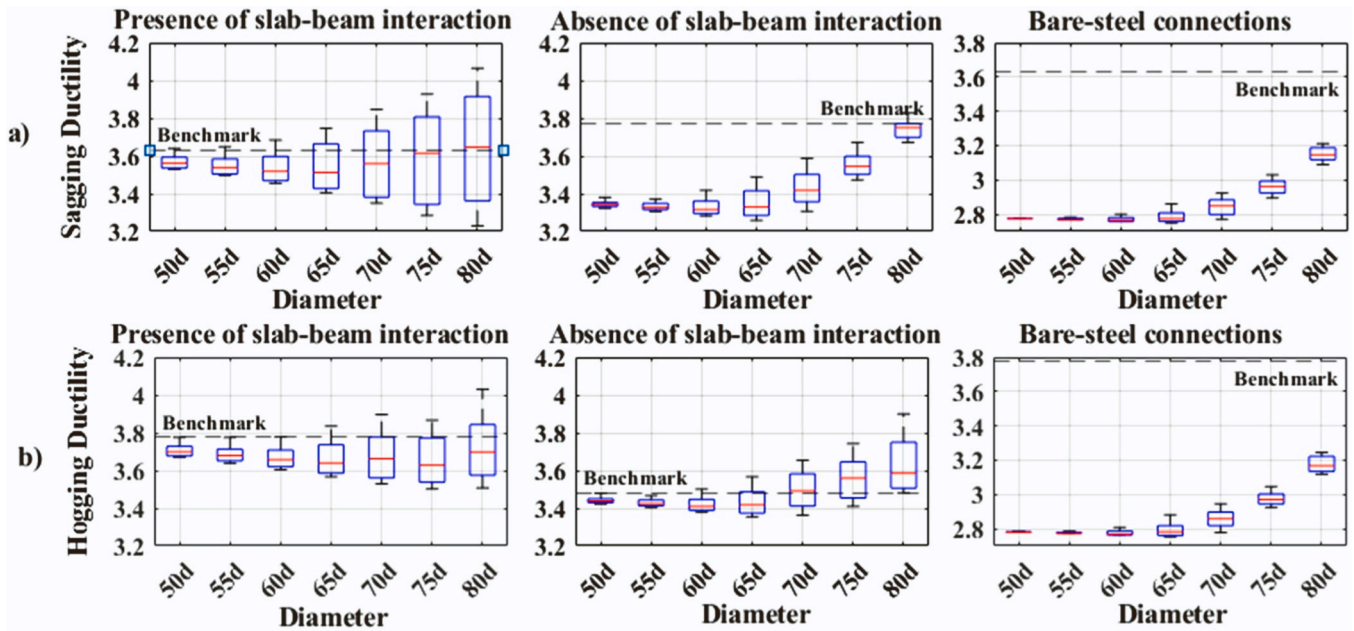 Presence of slab-beam interaction
Absence of slab-beam interaction
Bare-steel connections
a)
Sagging Ductility
4.2
4
3.8
3.6
3.4
3.2
Benchmark
50d 55d 60d 65d 70d 75d 80d
Diameter
4.2
4
3.8
3.6
3.4
3.2
Benchmark
50d 55d 60d 65d 70d 75d 80d
Diameter
3.8
3.6
3.4
3.2
3
2.8
Benchmark
50d 55d 60d 65d 70d 75d 80d
Diameter
Presence of slab-beam interaction
Absence of slab-beam interaction
Bare-steel connections
b)
Hogging Ductility
4.2
4
3.8
3.6
3.4
3.2
Benchmark
50d 55d 60d 65d 70d 75d 80d
Diameter
4.2
4
3.8
3.6
3.4
3.2
Benchmark
50d 55d 60d 65d 70d 75d 80d
Diameter
3.8
3.6
3.4
3.2
3
2.8
Benchmark
50d 55d 60d 65d 70d 75d 80d
Diameter